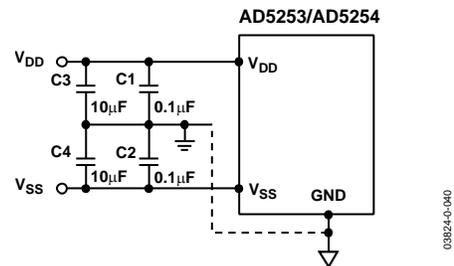 AD5253/AD5254
VDD
VDD
C3
C1
10μF
0.1μF
C4
C2
10μF
0.1μF
VSS
VSS
GND
03824-0-040